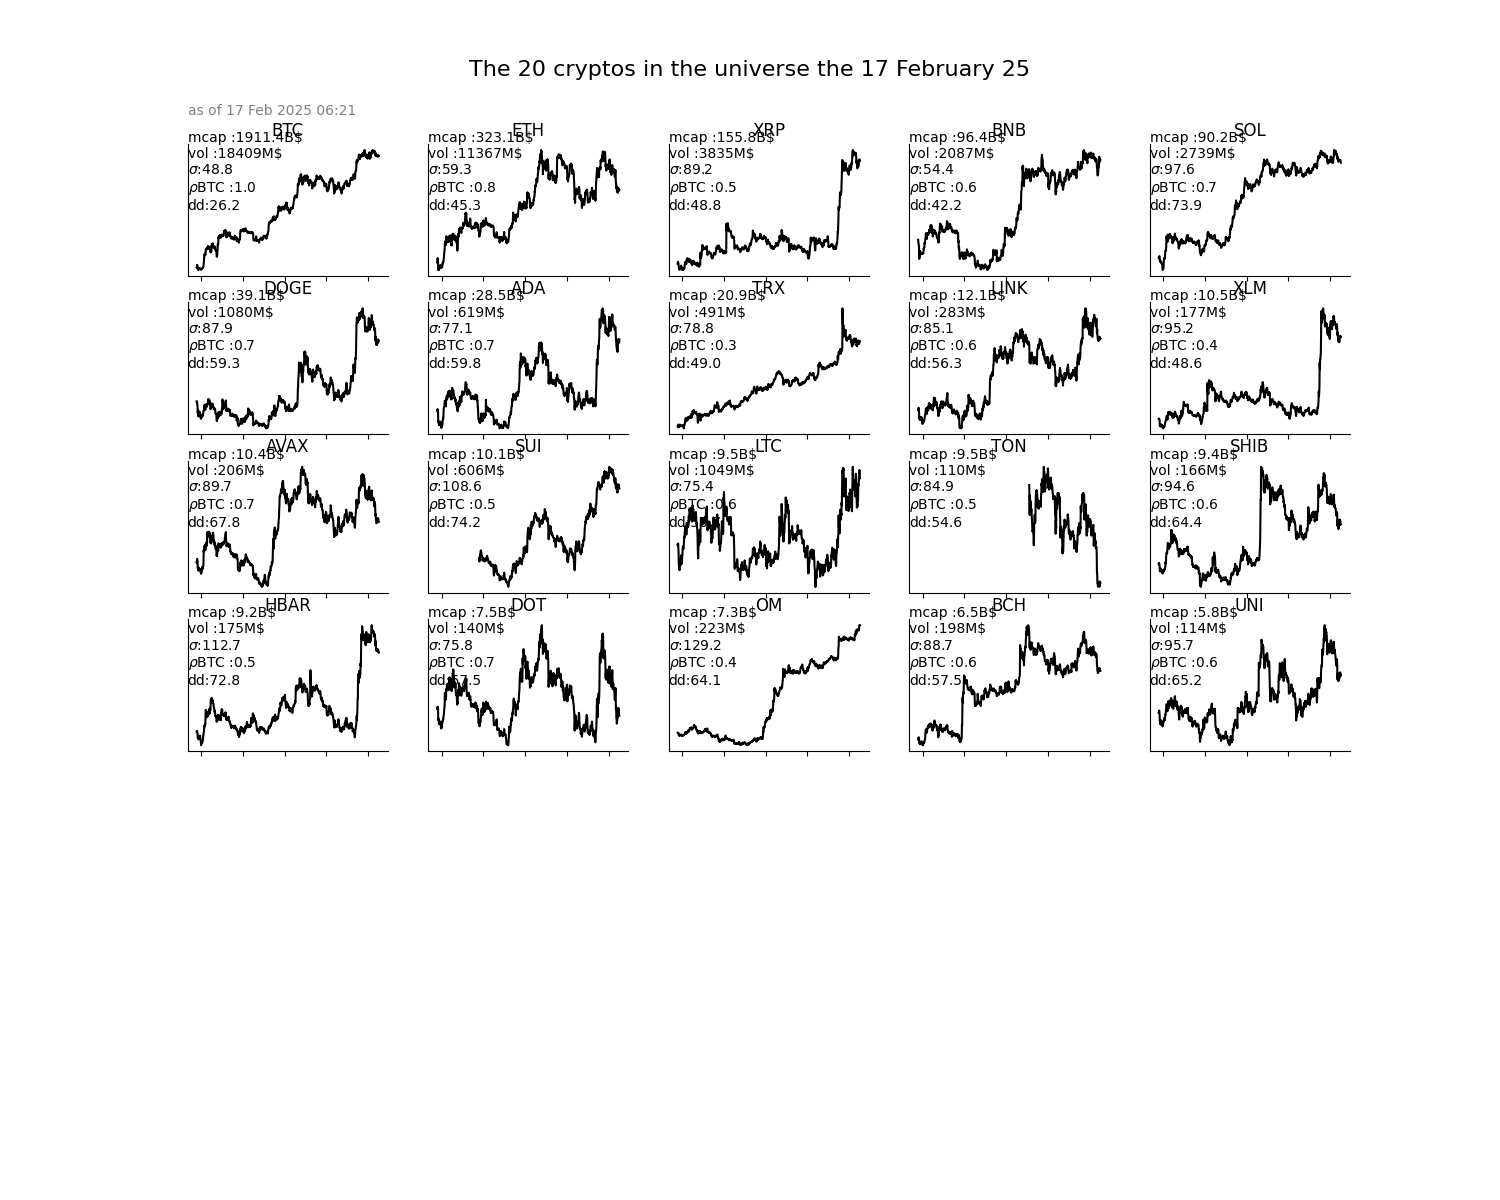 The 20 cryptos in the universe the 17 February 25
as of 17 Feb 2025 06:21
BTC
mcap :1911.4B$
vol :18409M$
σ:48.8
ρBTC :1.0
dd:26.2
ETH
mcap :323.1B$
vol :11367M$
σ:59.3
ρBTC :0.8
dd:45.3
XRP
mcap :155.8B$
vol :3835M$
σ:89.2
ρBTC :0.5
dd:48.8
BNB
mcap :96.4B$
vol :2087M$
σ:54.4
ρBTC :0.6
dd:42.2
SOL
mcap :90.2B$
vol :2739M$
σ:97.6
ρBTC :0.7
dd:73.9
DOGE
mcap :39.1B$
vol :1080M$
σ:87.9
ρBTC :0.7
dd:59.3
ADA
mcap :28.5B$
vol :619M$
σ:77.1
ρBTC :0.7
dd:59.8
TRX
mcap :20.9B$
vol :491M$
σ:78.8
ρBTC :0.3
dd:49.0
LINK
mcap :12.1B$
vol :283M$
σ:85.1
ρBTC :0.6
dd:56.3
XLM
mcap :10.5B$
vol :177M$
σ:95.2
ρBTC :0.4
dd:48.6
AVAX
mcap :10.4B$
vol :206M$
σ:89.7
ρBTC :0.7
dd:67.8
SUI
mcap :10.1B$
vol :606M$
σ:108.6
ρBTC :0.5
dd:74.2
LTC
mcap :9.5B$
vol :1049M$
σ:75.4
ρBTC :0.6
TON
mcap :9.5B$
vol :110M$
σ:84.9
ρBTC :0.5
dd:54.6
SHIB
mcap :9.4B$
vol :166M$
σ:94.6
ρBTC :0.6
dd:64.4
HBAR
mcap :9.2B$
vol :175M$
σ:112.7
ρBTC :0.5
dd:72.8
DOT
mcap :7.5B$
vol :140M$
σ:75.8
ρBTC :0.7
dd:67.5
OM
mcap :7.3B$
vol :223M$
σ:129.2
ρBTC :0.4
dd:64.1
BCH
mcap :6.5B$
vol :198M$
σ:88.7
ρBTC :0.6
dd:57.5
UNI
mcap :5.8B$
vol :114M$
σ:95.7
ρBTC :0.6
dd:65.2